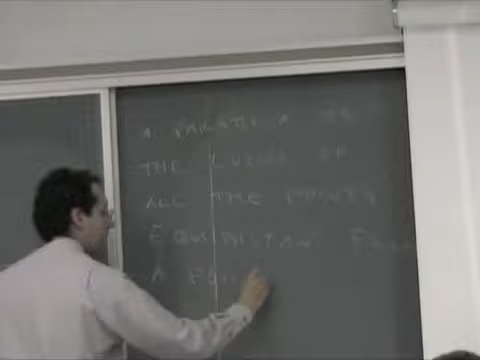 A PARABOLA IS
THE LOCUS OF
ALL THE POINTS
EQUIDISTANT FROM
A